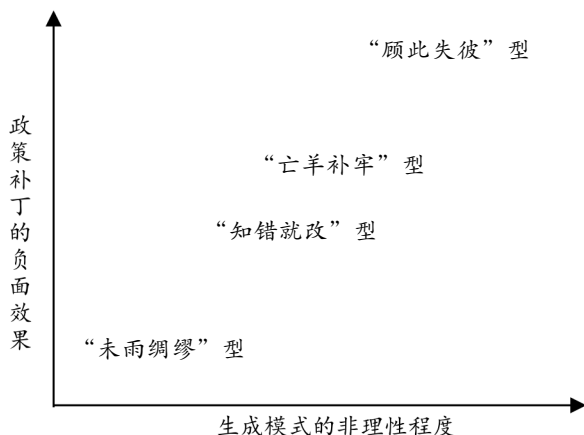 “顾此失彼”型
“亡羊补牢”型
“知错就改”型
“未雨绸缪”型
政策补丁的负面效果
生成模式的非理性程度